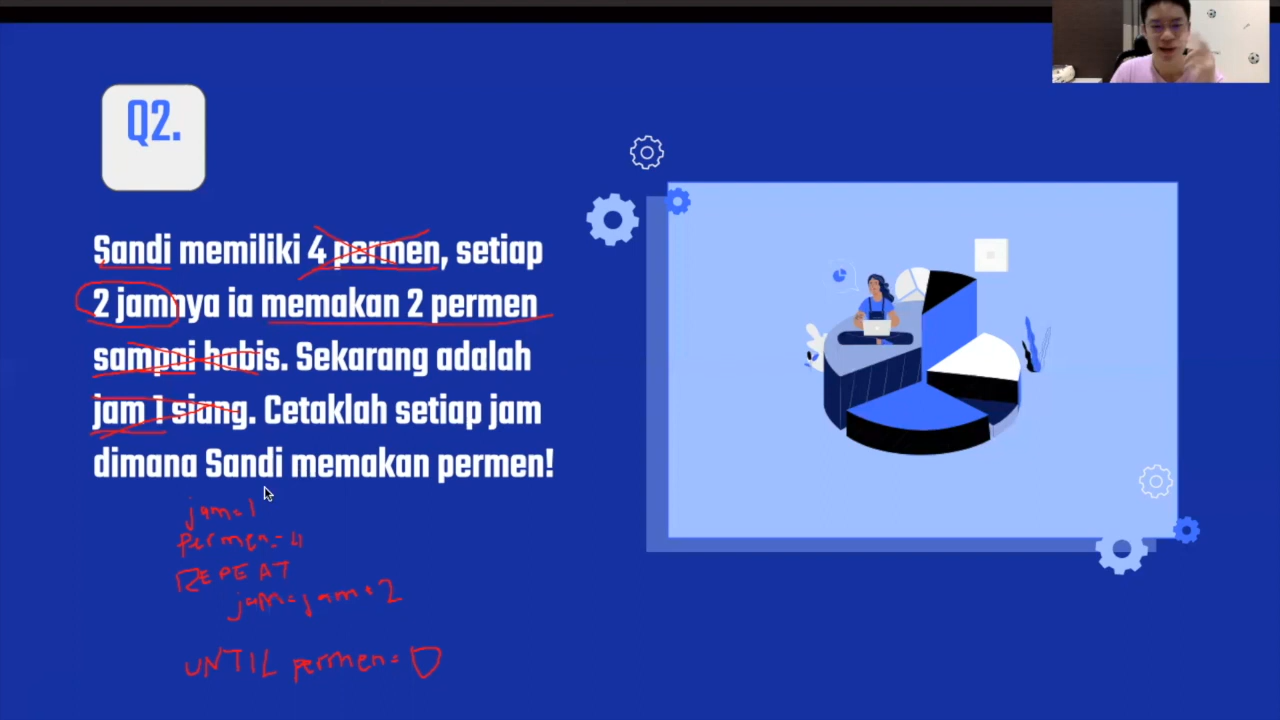 Q2.
Sandi memiliki 4 permen, setiap
2 jamnya ia memakan 2 permen
sampai habis. Sekarang adalah
jam 1 siang. Cetaklah setiap jam
dimana Sandi memakan permen!
jam=1
permen=4
REPEAT
jam=jam+2
UNTIL permen=0